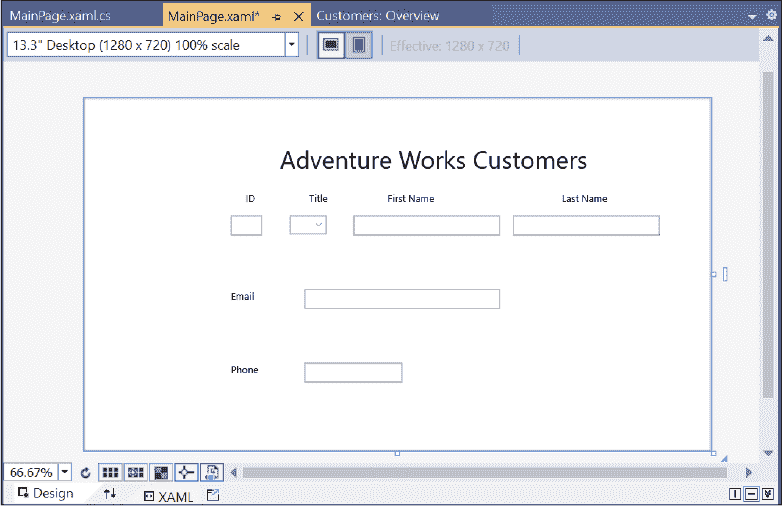 MainPage.xaml.cs MainPage.xaml* Customers: Overview
13.3" Desktop (1280 x 720) 100% scale Effective: 1280 x 720
Adventure Works Customers
ID Title First Name Last Name
Email
Phone
66.67%
Design XAML